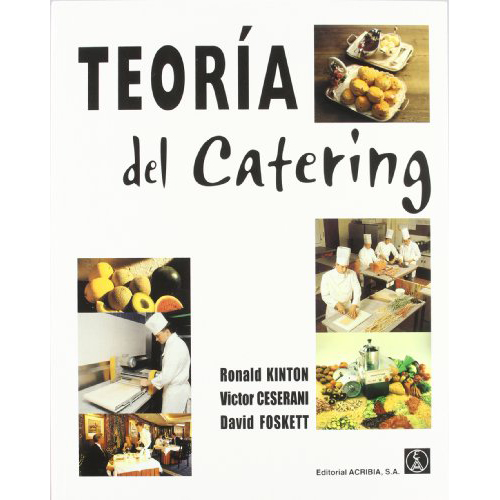 TEORÍA
del Catering
Ronald KINTON
Victor CESERANI
David FOSKETT
Editorial ACRIBIA, S.A.